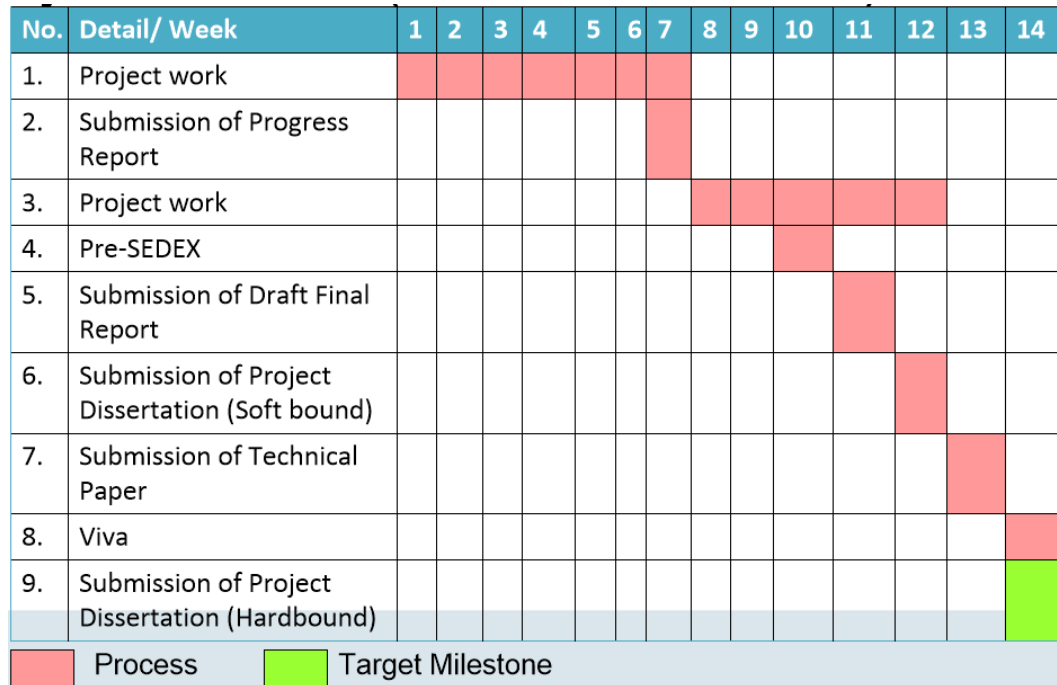 No. Detail/ Week 1 2 3 4 5 6 7 8 9 10 11 12 13 14
1. Project work
2. Submission of Progress
Report
3. Project work
4. Pre-SEDEX
5. Submission of Draft Final
Report
6. Submission of Project
Dissertation (Soft bound)
7. Submission of Technical
Paper
8. Viva
9. Submission of Project
Dissertation (Hardbound)
Process Target Milestone